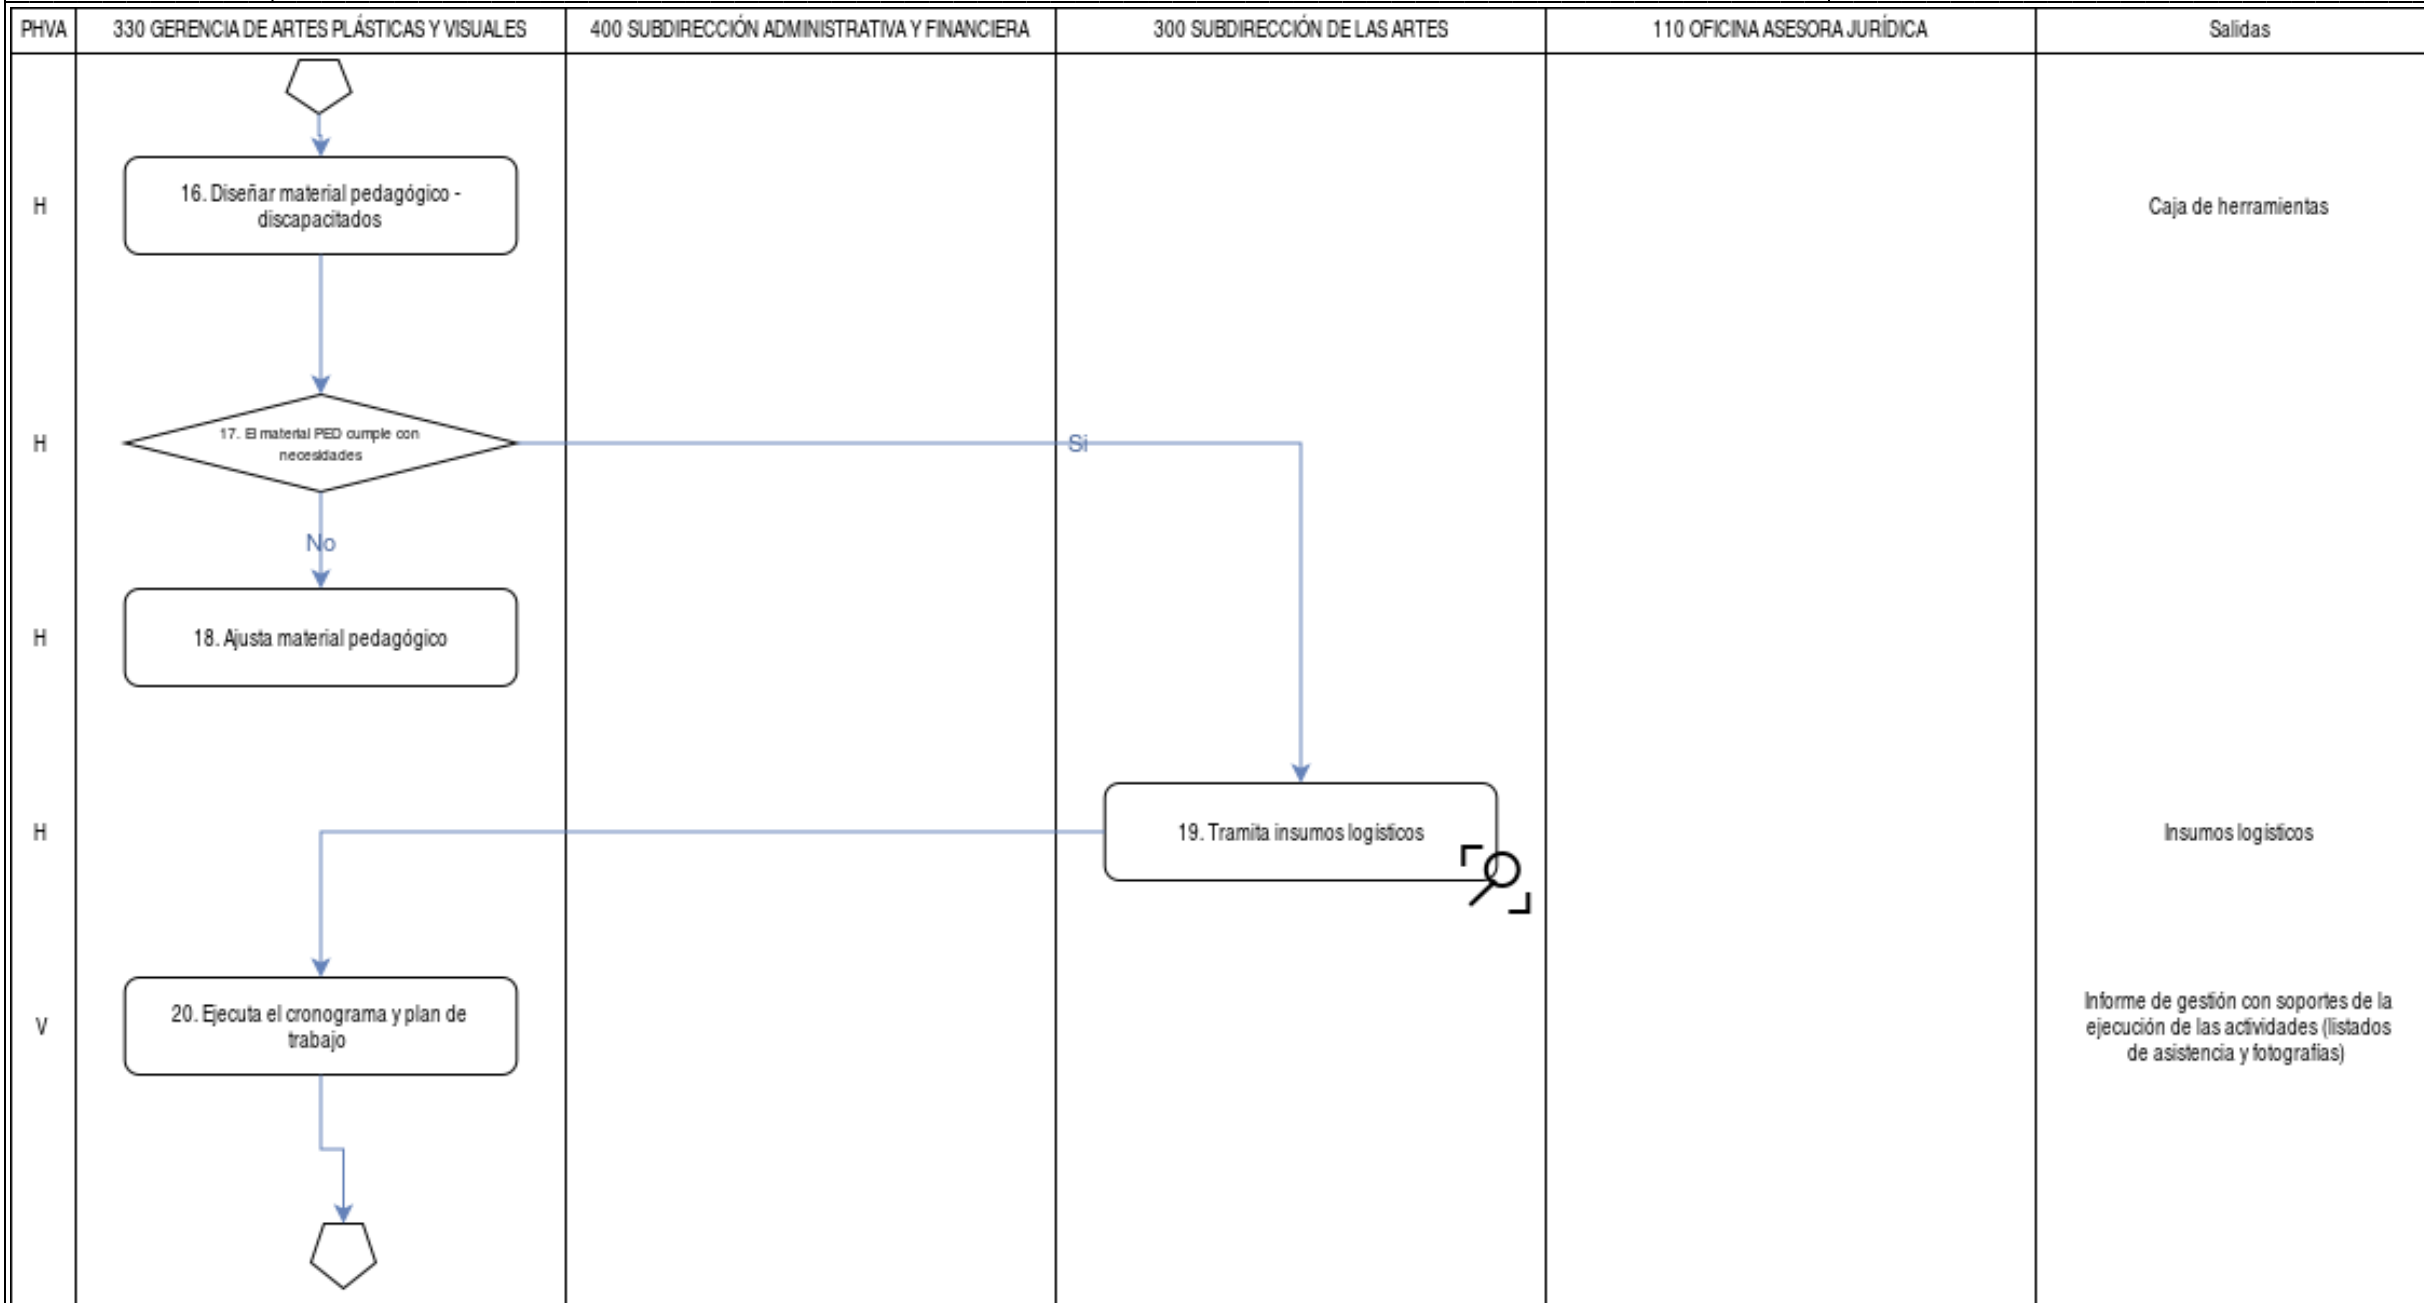 PHVA
330 GERENCIA DE ARTES PLÁSTICAS Y VISUALES
400 SUBDIRECCIÓN ADMINISTRATIVA Y FINANCIERA
300 SUBDIRECCIÓN DE LAS ARTES
110 OFICINA ASESORA JURÍDICA
Salidas
H
16. Diseñar material pedagógico -
discapacitados
Caja de herramientas
H
17. El material PED cumple con
necesidades
Si
No
H
18. Ajusta material pedagógico
H
19. Tramita insumos logísticos
Insumos logísticos
V
20. Ejecuta el cronograma y plan de
trabajo
Informe de gestión con soportes de la
ejecución de las actividades (listados
de asistencia y fotografías)